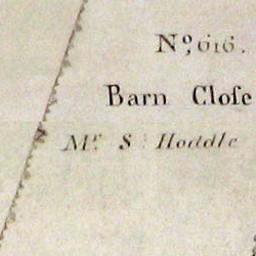 No, 616.
Barn Cloſe
Mr. S: Hoddle